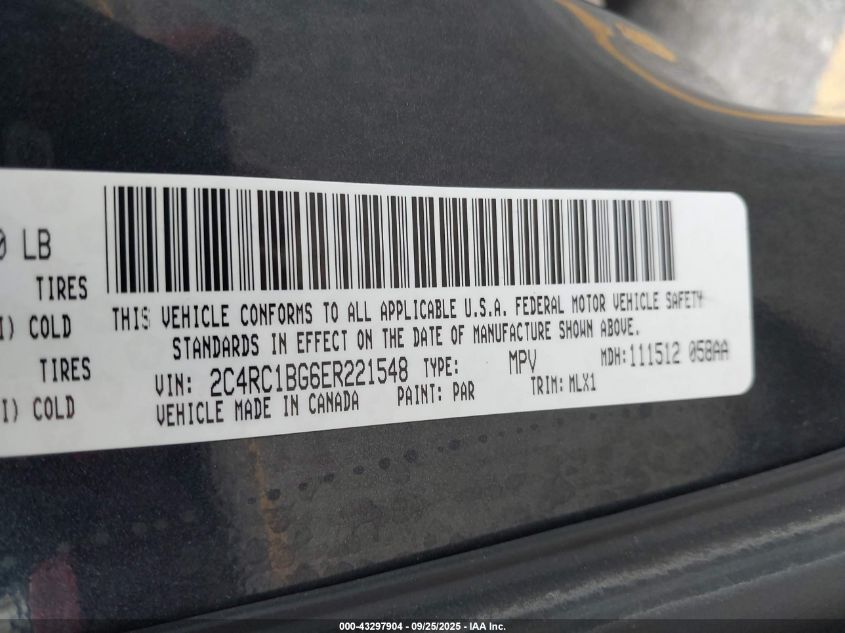 0 LB
TIRES
I) COLD
TIRES
I) COLD
THIS VEHICLE CONFORMS TO ALL APPLICABLE U.S.A. FEDERAL MOTOR VEHICLE SAFETY
STANDARDS IN EFFECT ON THE DATE OF MANUFACTURE SHOWN ABOVE.
VIN: 2C4RC1BG6ER221548 TYPE: MPV MDH: 111512 058AA
VEHICLE MADE IN CANADA PAINT: PAR TRIM: MLX1
000-43297904 - 09/25/2025 - IAA Inc.